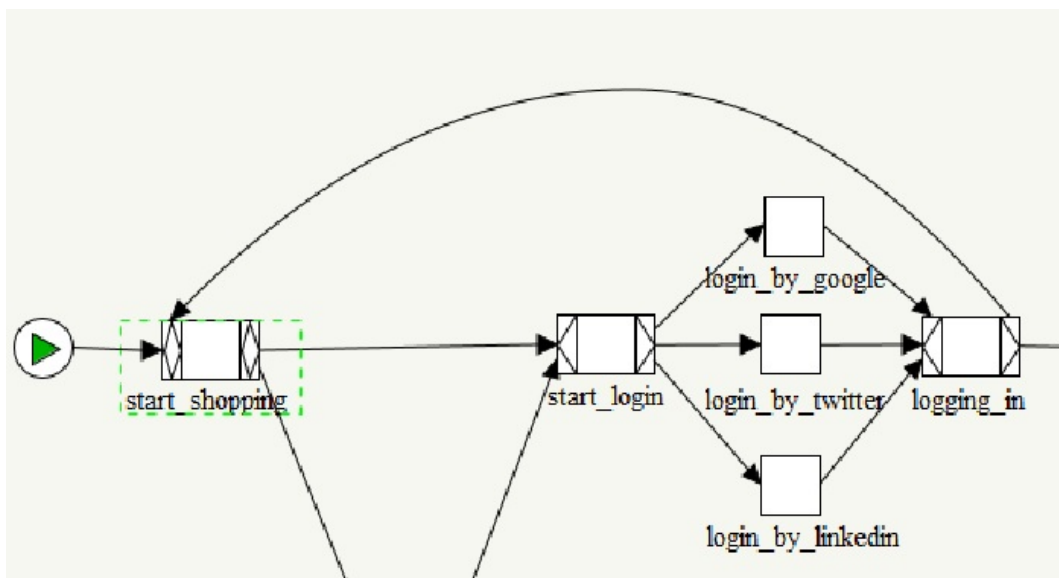 login_by_google
start_shopping
start_login
login_by_twitter
logging_in
login_by_linkedin